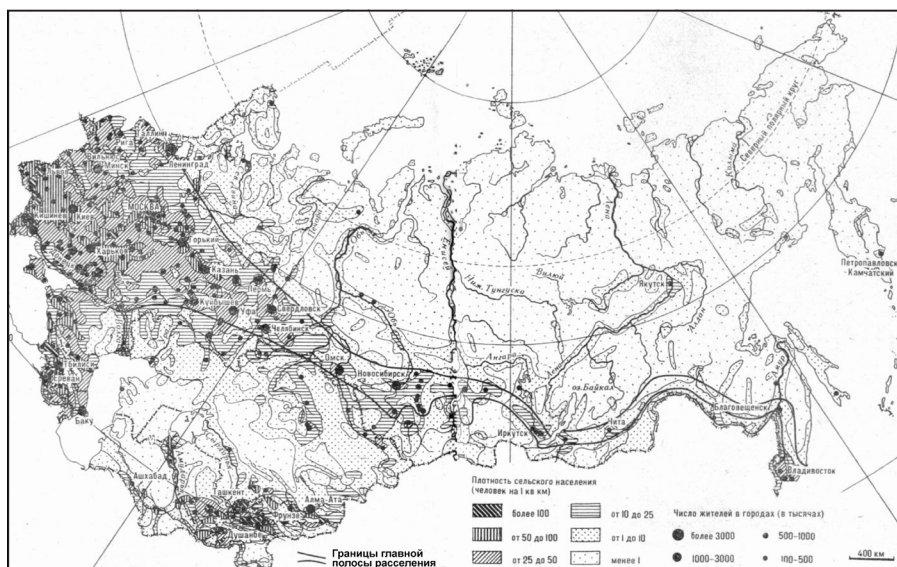 Северный полярный круг
Таллинн
Рига
Минск
Ленинград
Печора
Колыма
Лена
Енисей
Вилюй
Ниж. Тунгуска
Якутск
Алдан
Петропавловск-
Камчатский
Кишинев
Киев
Москва
Горький
Харьков
Казань
Пермь
Куйбышев
Уфа
Свердловск
Челябинск
Омск
Новосибирск
Ангара
Лена
оз. Байкал
Амур
Тбилиси
Ереван
Баку
Иркутск
Чита
Благовещенск
Владивосток
Ашхабад
Ташкент
Фрунзе
Алма-Ата
Душанбе
Плотность сельского населения
(человек на 1 кв км)
более 100
от 50 до 100
от 25 до 50
от 10 до 25
от 1 до 10
менее 1
Число жителей в городах (в тысячах)
более 3000
1000-3000
500-1000
100-500
400 км
Границы главной
полосы расселения